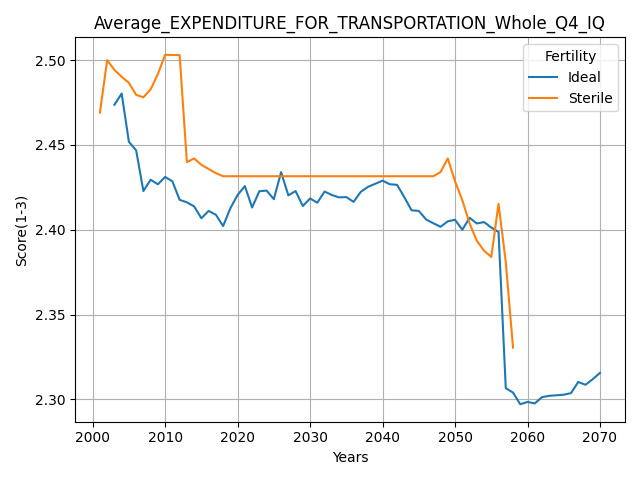 Average_EXPENDITURE_FOR_TRANSPORTATION_Whole_Q4_IQ
Fertility
Ideal
Sterile
Score(1-3)
2.50
2.45
2.40
2.35
2.30
2000 2010 2020 2030 2040 2050 2060 2070
Years